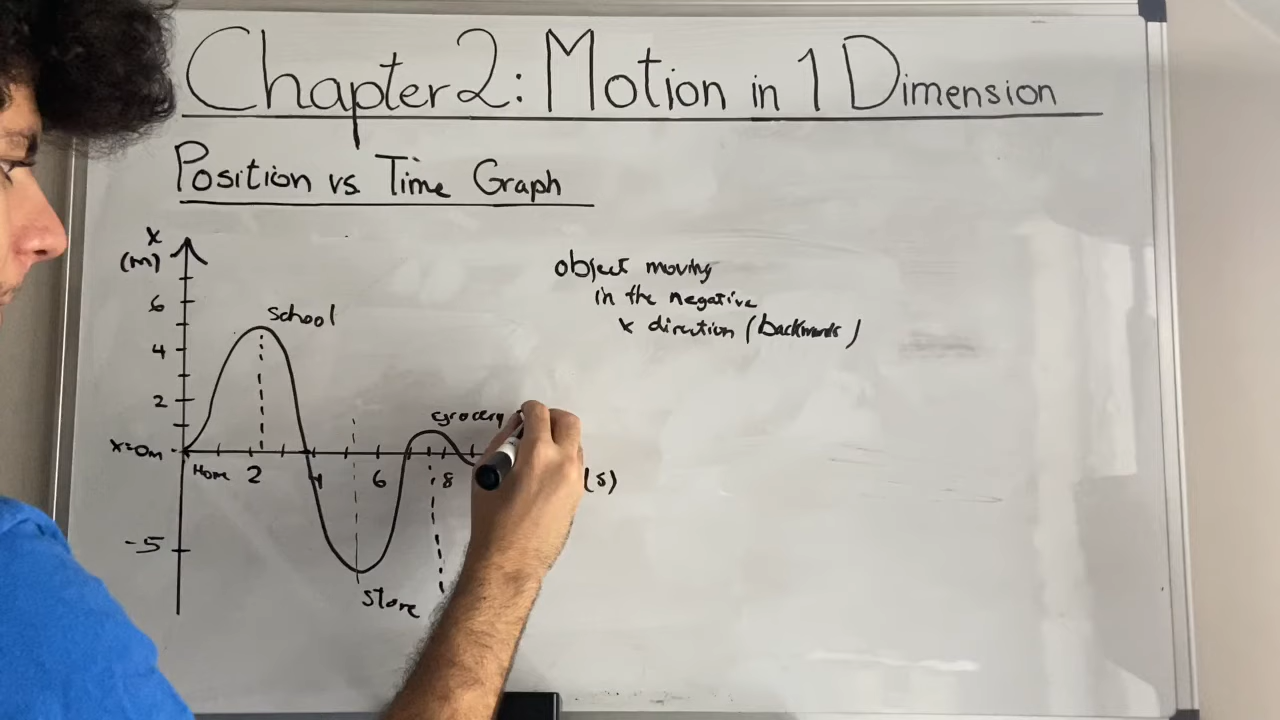 Chapter 2: Motion in 1 Dimension
Position vs. Time Graph
x
(m)
6
4
2
x=0m
-5
school
Home
2
4
6
8
grocery
(s)
store
object moving
in the negative
x direction (backwards)